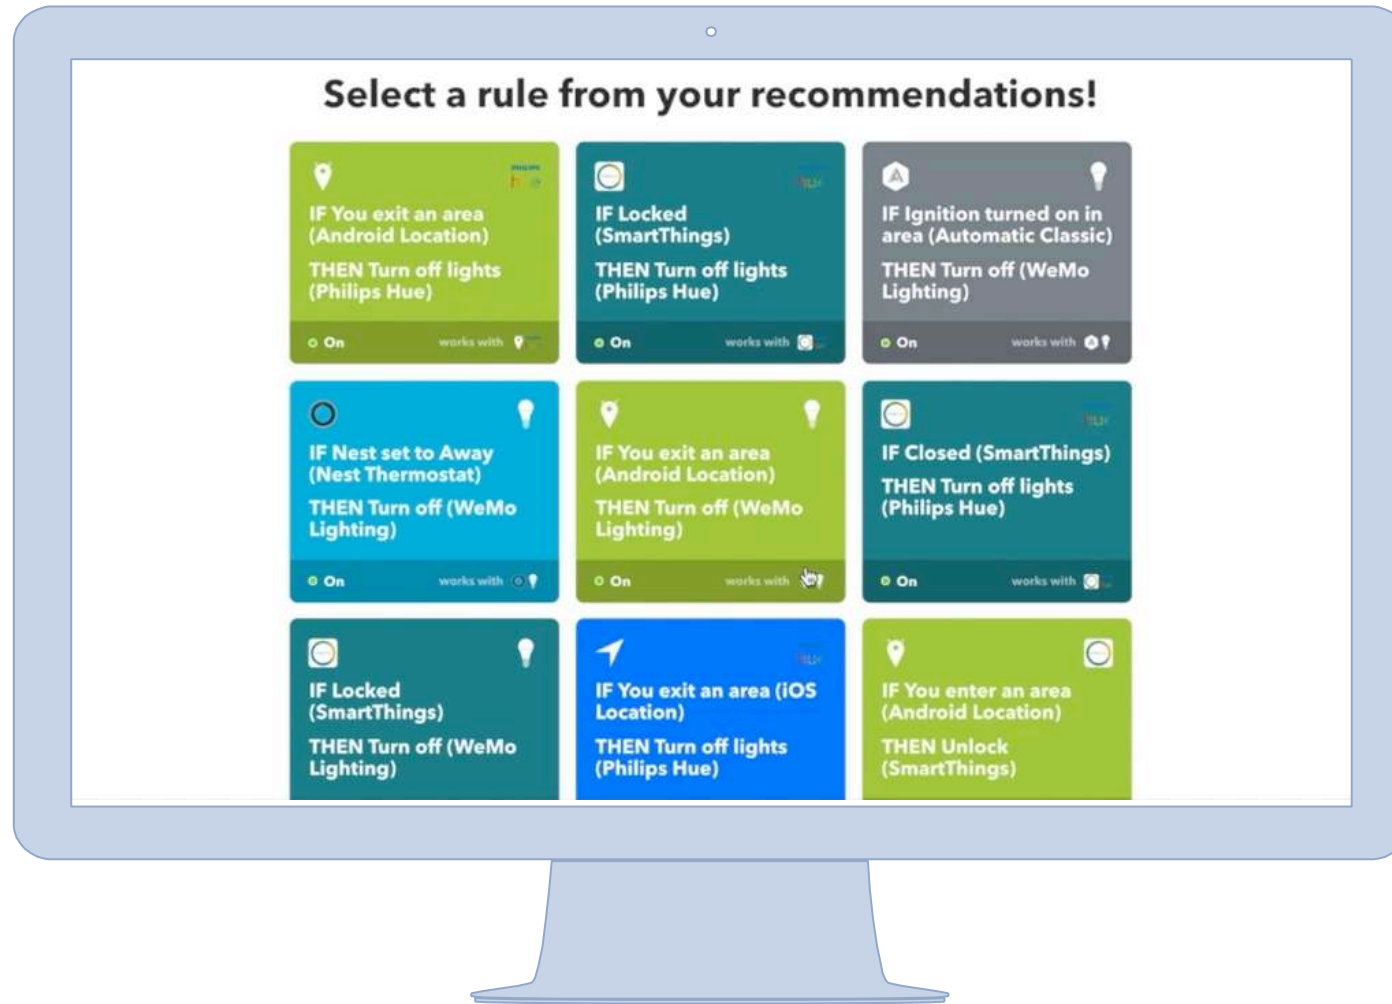 Select a rule from your recommendations!
PHILIPS
IF You exit an area
(Android Location)
THEN Turn off lights
(Philips Hue)
On
works with
IF Locked
(SmartThings)
THEN Turn off lights
(Philips Hue)
On
works with
A
IF Ignition turned on in
area (Automatic Classic)
THEN Turn off (WeMo
Lighting)
On
works with
A
IF Nest set to Away
(Nest Thermostat)
THEN Turn off (WeMo
Lighting)
On
works with
IF You exit an area
(Android Location)
THEN Turn off (WeMo
Lighting)
On
works with
IF Closed (SmartThings)
THEN Turn off lights
(Philips Hue)
On
works with
IF Locked
(SmartThings)
THEN Turn off (WeMo
Lighting)
IF You exit an area (iOS
Location)
THEN Turn off lights
(Philips Hue)
IF You enter an area
(Android Location)
THEN Unlock
(SmartThings)